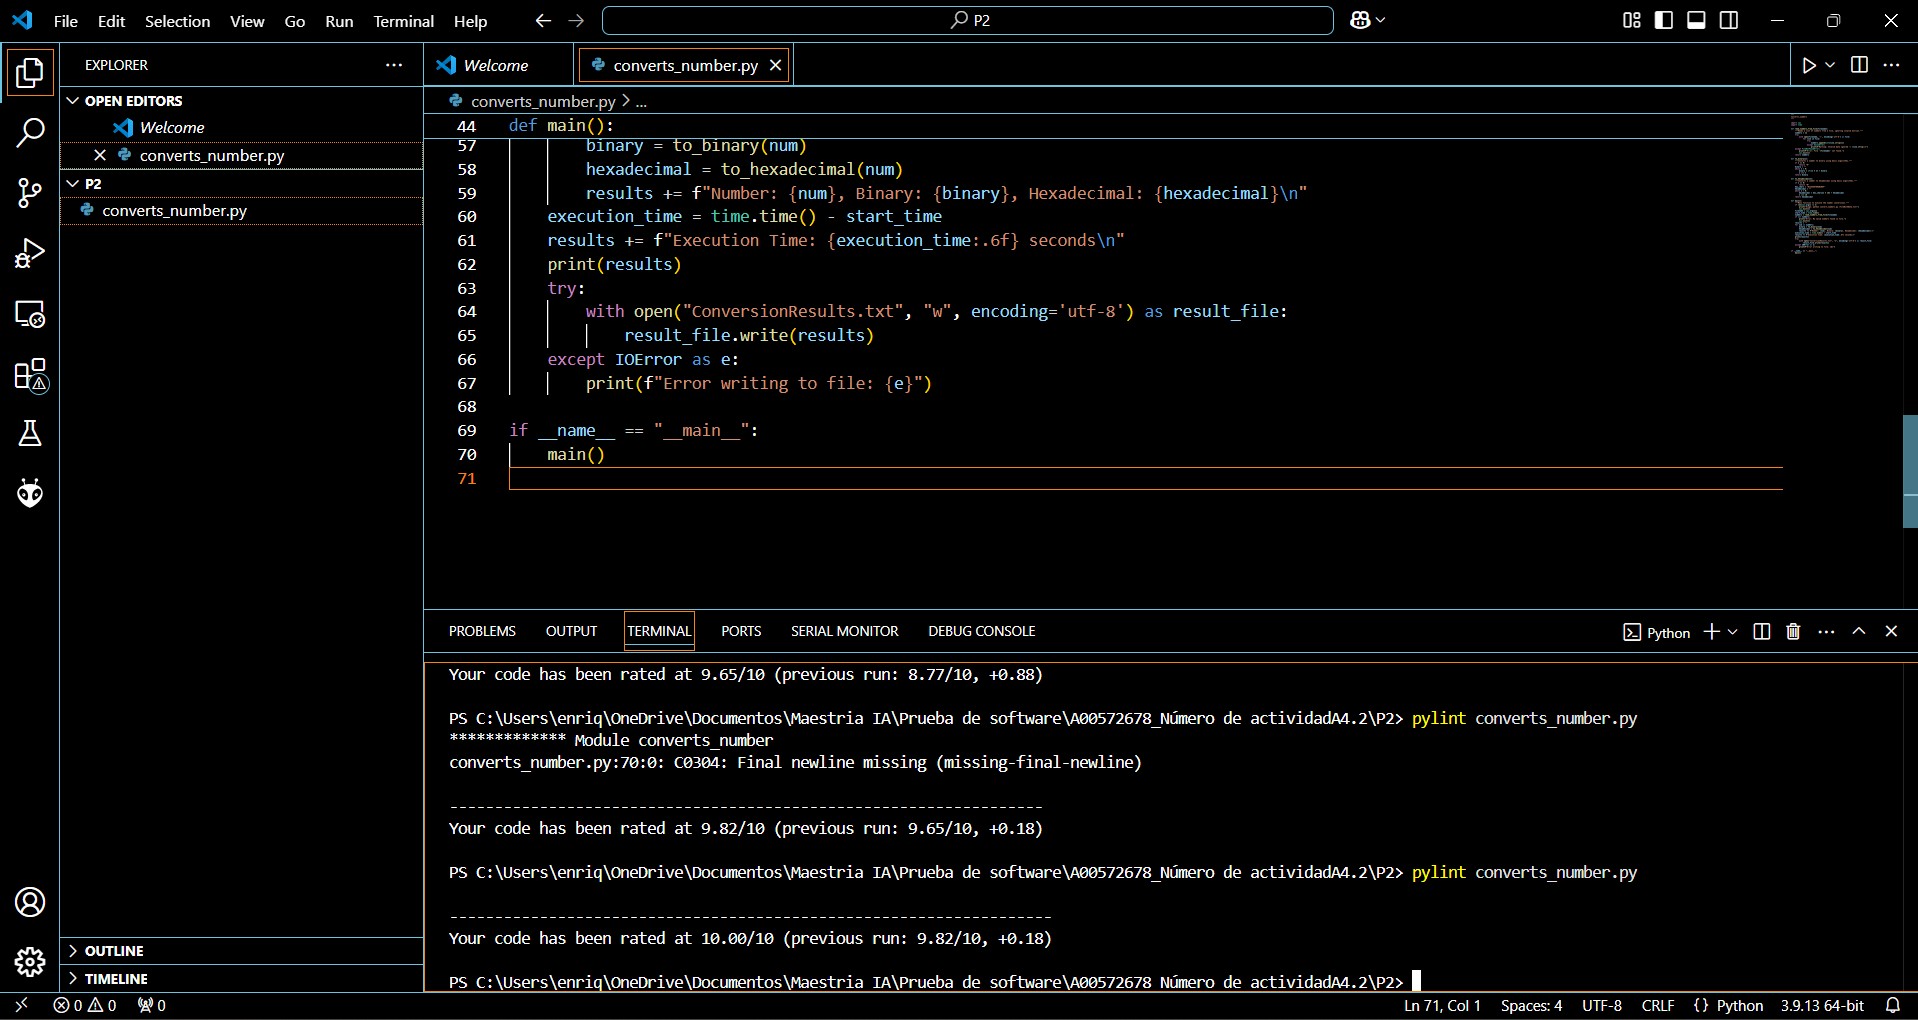 File Edit Selection View Go Run Terminal Help
P2
EXPLORER
OPEN EDITORS
Welcome
converts_number.py
P2
converts_number.py
OUTLINE
TIMELINE
Welcome
converts_number.py
converts_number.py > ...
44 def main():
57 binary = to_binary(num)
58 hexadecimal = to_hexadecimal(num)
59 results += f"Number: {num}, Binary: {binary}, Hexadecimal: {hexadecimal}\n"
60 execution_time = time.time() - start_time
61 results += f"Execution Time: {execution_time:.6f} seconds\n"
62 print(results)
63 try:
64 with open("ConversionResults.txt", "w", encoding='utf-8') as result_file:
65 result_file.write(results)
66 except IOError as e:
67 print(f"Error writing to file: {e}")
68
69 if __name__ == "__main__":
70 main()
71
PROBLEMS OUTPUT TERMINAL PORTS SERIAL MONITOR DEBUG CONSOLE
Python
Your code has been rated at 9.65/10 (previous run: 8.77/10, +0.88)
PS C:\Users\enriq\OneDrive\Documentos\Maestria IA\Prueba de software\A00572678_Número de actividadA4.2\P2> pylint converts_number.py
************* Module converts_number
converts_number.py:70:0: C0304: Final newline missing (missing-final-newline)
------------------------------------------------------------------
Your code has been rated at 9.82/10 (previous run: 9.65/10, +0.18)
PS C:\Users\enriq\OneDrive\Documentos\Maestria IA\Prueba de software\A00572678_Número de actividadA4.2\P2> pylint converts_number.py
-------------------------------------------------------------------
Your code has been rated at 10.00/10 (previous run: 9.82/10, +0.18)
PS C:\Users\enriq\OneDrive\Documentos\Maestria IA\Prueba de software\A00572678_Número de actividadA4.2\P2>
0 0 0 Ln 71, Col 1 Spaces: 4 UTF-8 CRLF {} Python 3.9.13 64-bit